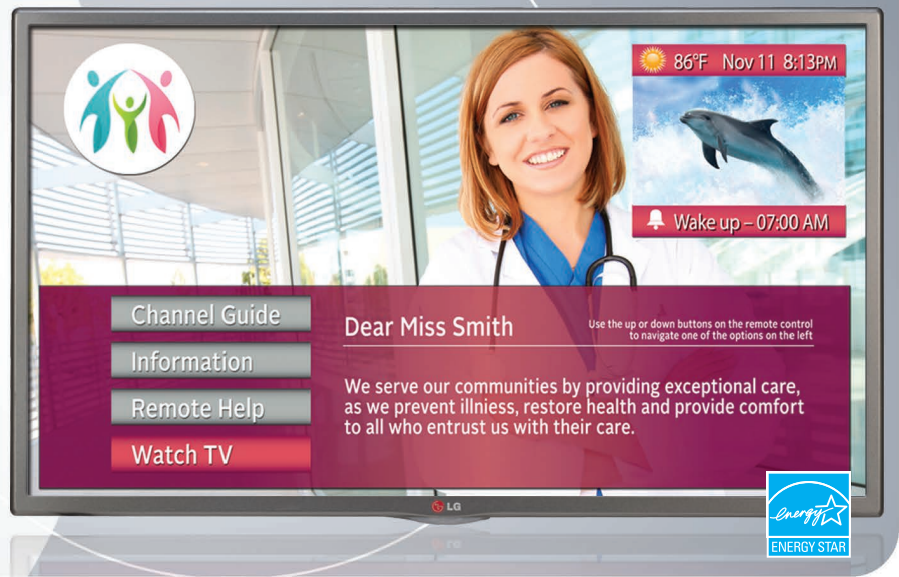 86°F Nov 11 8:13PM
Wake up – 07:00 AM
Channel Guide
Information
Remote Help
Watch TV
Dear Miss Smith
Use the up or down buttons on the remote control
to navigate one of the options on the left
We serve our communities by providing exceptional care,
as we prevent illniess, restore health and provide comfort
to all who entrust us with their care.
LG
energy
ENERGY STAR